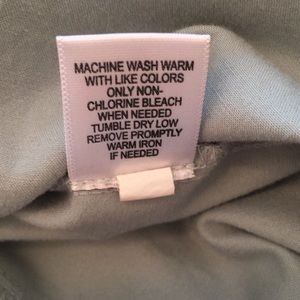 MACHINE WASH WARM
WITH LIKE COLORS
ONLY NON-
CHLORINE BLEACH
WHEN NEEDED
TUMBLE DRY LOW
REMOVE PROMPTLY
WARM IRON
IF NEEDED